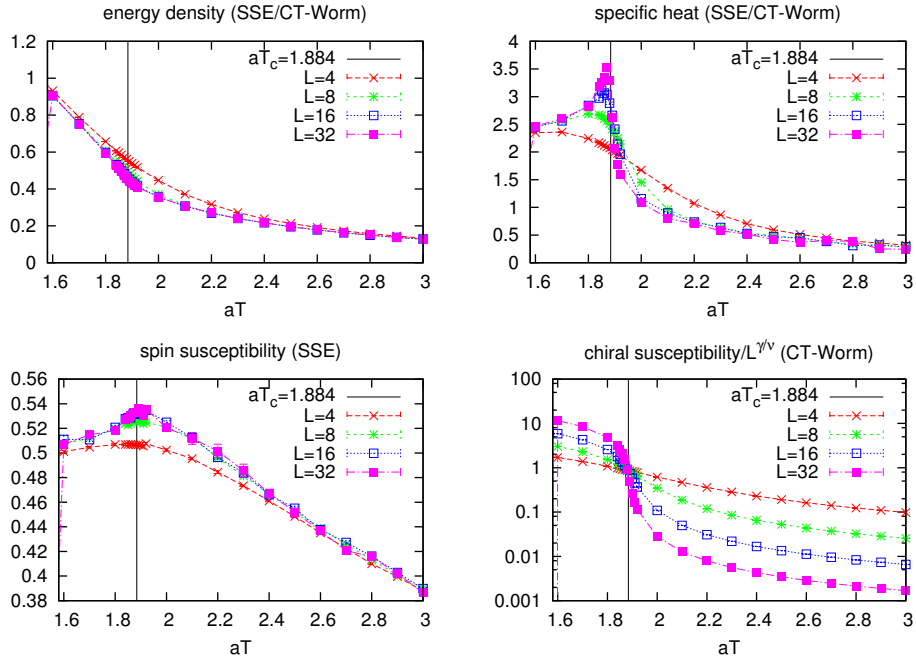 energy density (SSE/CT-Worm)
aT_c=1.884
L=4
L=8
L=16
L=32
1.2
1
0.8
0.6
0.4
0.2
0
1.6 1.8 2 2.2 2.4 2.6 2.8 3
aT
specific heat (SSE/CT-Worm)
aT_c=1.884
L=4
L=8
L=16
L=32
4
3.5
3
2.5
2
1.5
1
0.5
0
1.6 1.8 2 2.2 2.4 2.6 2.8 3
aT
spin susceptibility (SSE)
aT_c=1.884
L=4
L=8
L=16
L=32
0.56
0.54
0.52
0.5
0.48
0.46
0.44
0.42
0.4
0.38
1.6 1.8 2 2.2 2.4 2.6 2.8 3
aT
chiral susceptibility/L^γ/ν (CT-Worm)
aT_c=1.884
L=4
L=8
L=16
L=32
100
10
1
0.1
0.01
0.001
1.6 1.8 2 2.2 2.4 2.6 2.8 3
aT